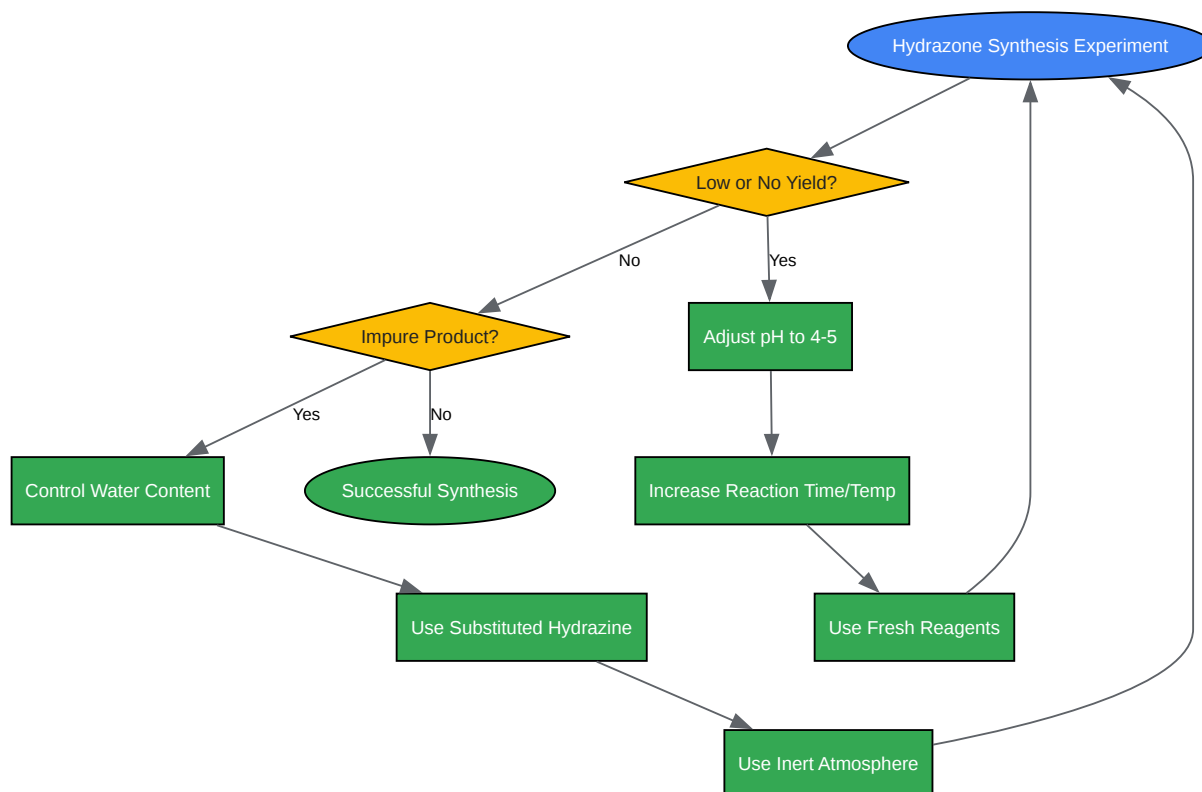 Hydrazone Synthesis Experiment
Low or No Yield?
No
Yes
Impure Product?
Adjust pH to 4-5
Yes
No
Control Water Content
Successful Synthesis
Increase Reaction Time/Temp
Use Substituted Hydrazine
Use Fresh Reagents
Use Inert Atmosphere